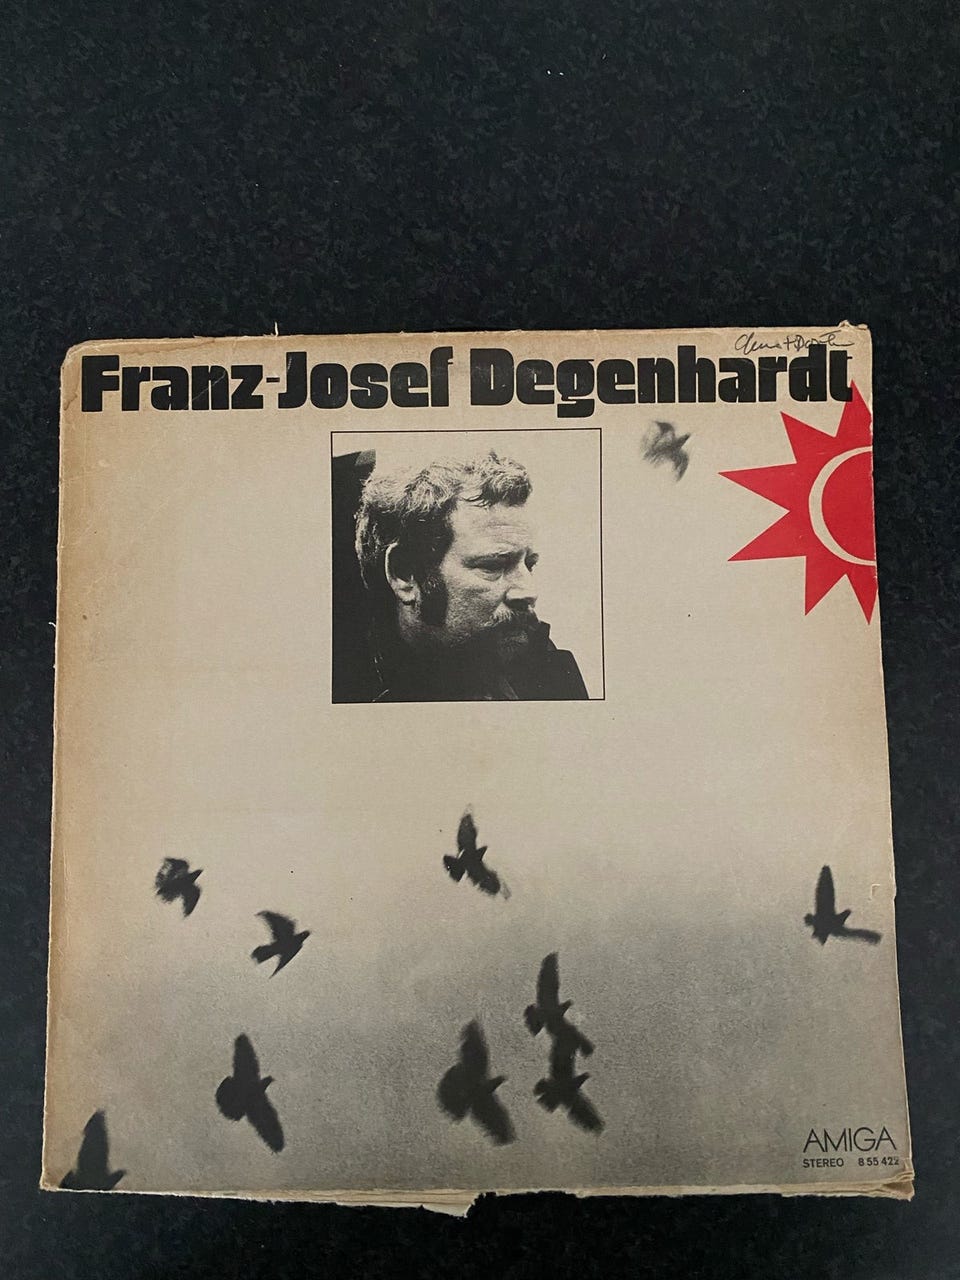 Franz-Josef Degenhardt
AMIGA
STEREO 8 55 422